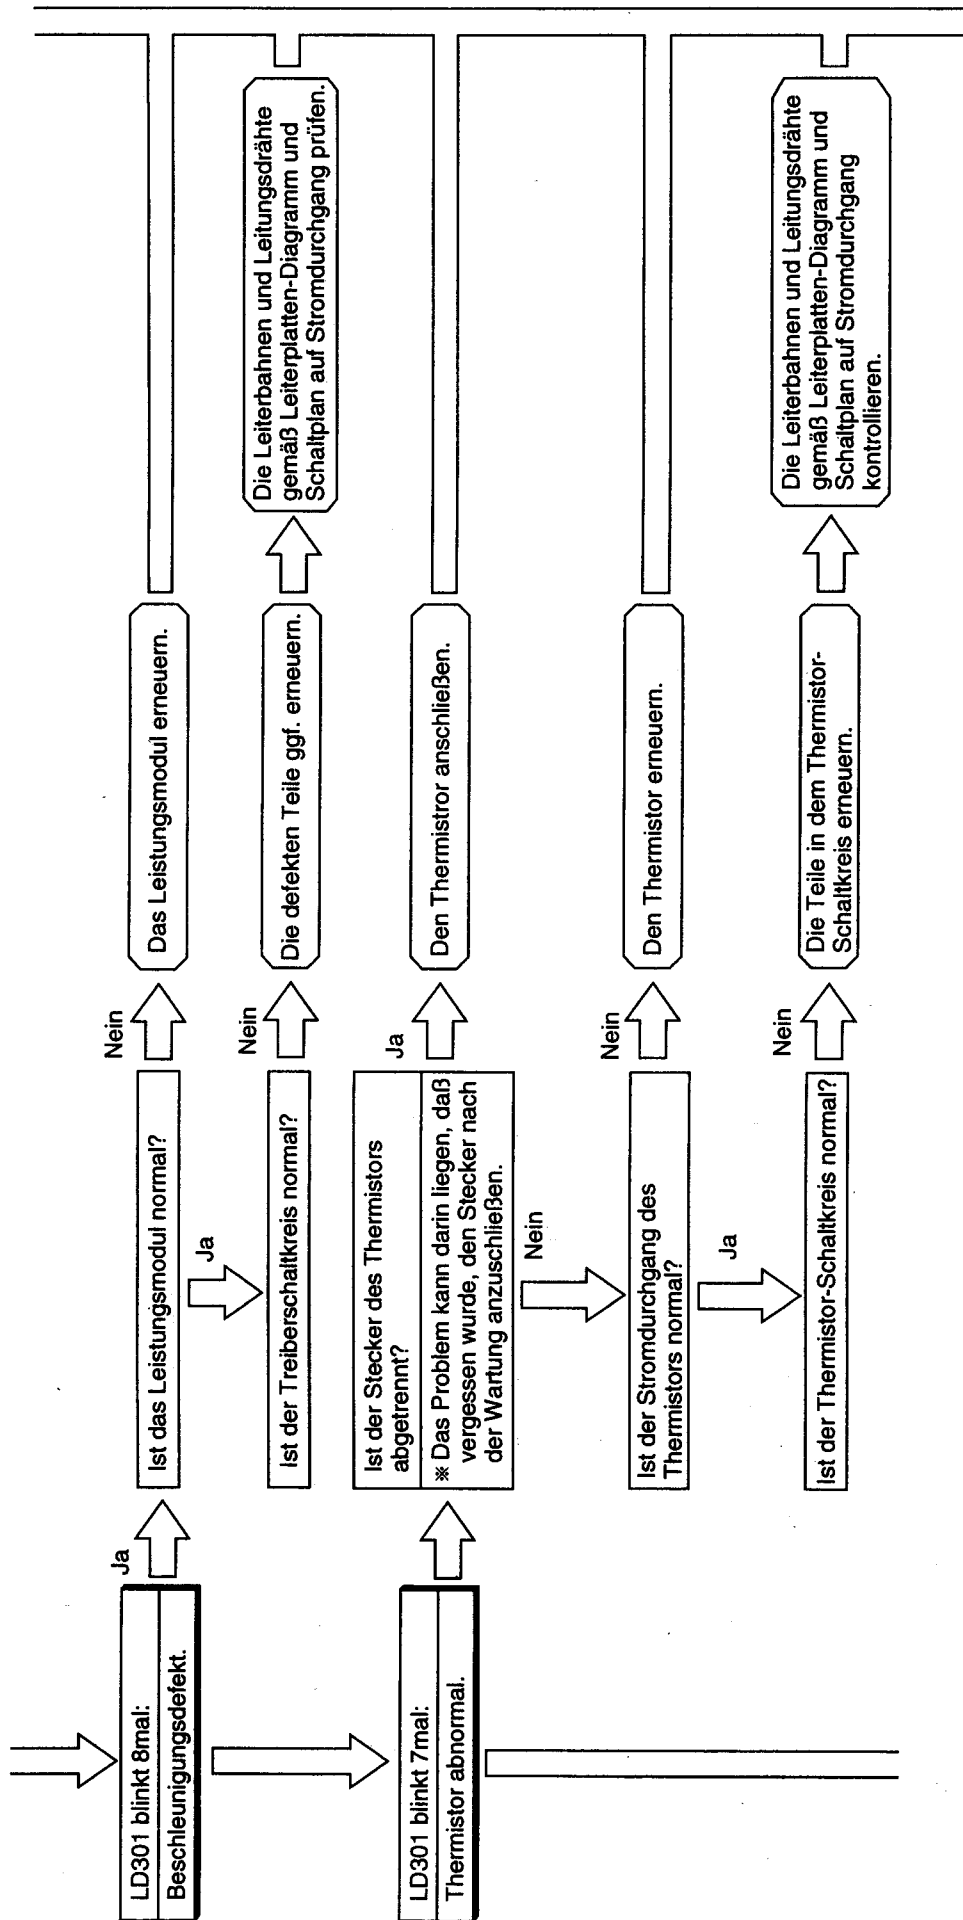 LD301 blinkt 8mal:
Beschleunigungsdefekt.
Ja
Ist das Leistungsmodul normal?
Nein
Das Leistungsmodul erneuern.
Ja
Ist der Treiberschaltkreis normal?
Nein
Die defekten Teile ggf. erneuern.
Die Leiterbahnen und Leitungsdrähte
gemäß Leiterplatten-Diagramm und
Schaltplan auf Stromdurchgang prüfen.
LD301 blinkt 7mal:
Thermistor abnormal.
Ist der Stecker des Thermistors
abgetrennt?
※ Das Problem kann darin liegen, daß
vergessen wurde, den Stecker nach
der Wartung anzuschließen.
Ja
Den Thermistror anschließen.
Nein
Ist der Stromdurchgang des
Thermistors normal?
Nein
Den Thermistor erneuern.
Ja
Ist der Thermistor-Schaltkreis normal?
Nein
Die Teile in dem Thermistor-
Schaltkreis erneuern.
Die Leiterbahnen und Leitungsdrähte
gemäß Leiterplatten-Diagramm und
Schaltplan auf Stromdurchgang
kontrollieren.